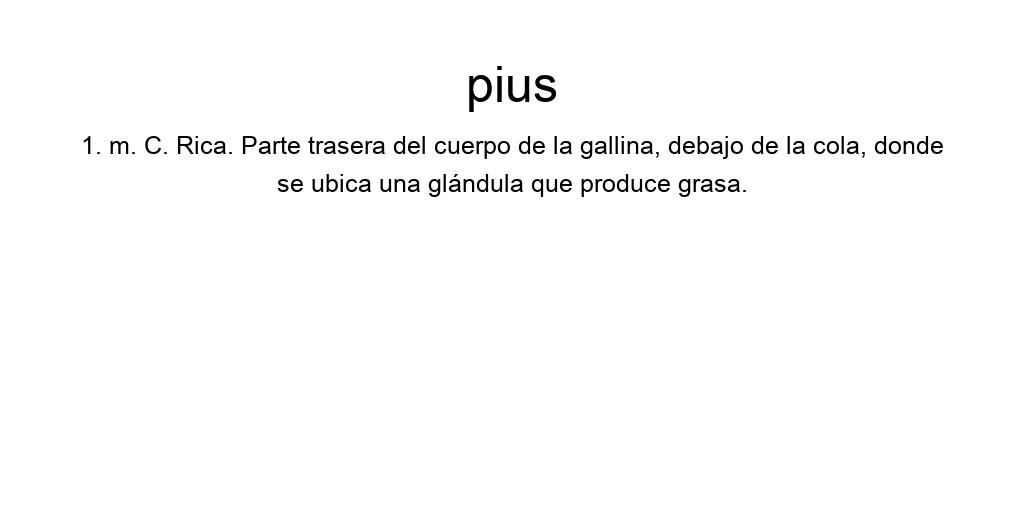 pius
1. m. C. Rica. Parte trasera del cuerpo de la gallina, debajo de la cola, donde
se ubica una glándula que produce grasa.